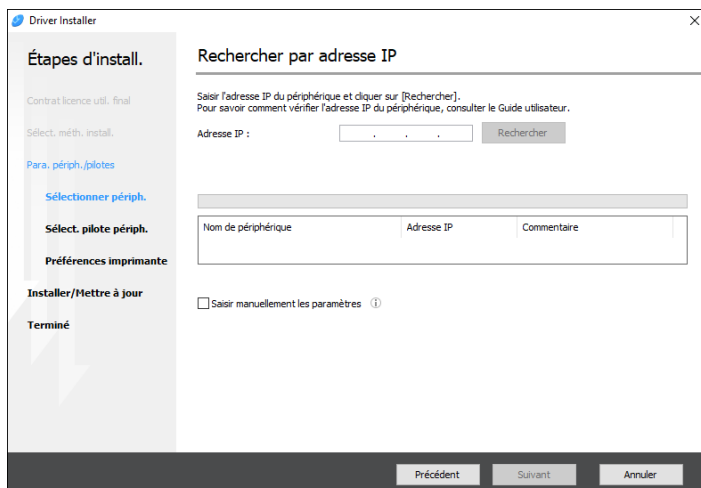 Driver Installer
Étapes d'install.
Contrat licence util. final
Sélect. méth. install.
Para. périph./pilotes
Sélectionner périph.
Sélect. pilote périph.
Préférences imprimante
Installer/Mettre à jour
Terminé
Rechercher par adresse IP
Saisir l'adresse IP du périphérique et cliquer sur [Rechercher].
Pour savoir comment vérifier l'adresse IP du périphérique, consulter le Guide utilisateur.
Adresse IP : . . . Rechercher
Nom de périphérique Adresse IP Commentaire
Saisir manuellement les paramètres
Précédent Suivant Annuler